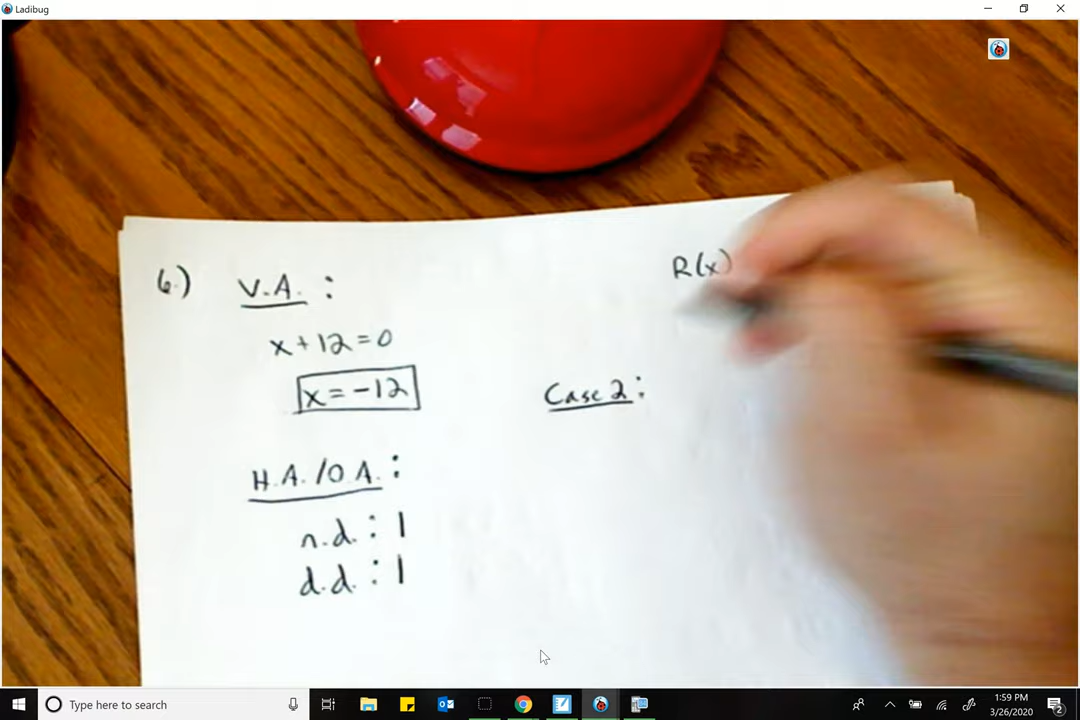 Ladibug
6.) V.A. :
x + 12 = 0
x = -12
H.A./O.A. :
n.d. : 1
d.d. : 1
R(x)
Case 2 :
Type here to search
1:59 PM
3/26/2020
2